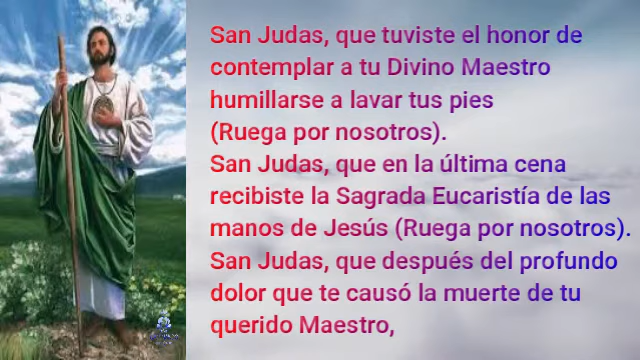 San Judas, que tuviste el honor de
contemplar a tu Divino Maestro
humillarse a lavar tus pies
(Ruega por nosotros).
San Judas, que en la última cena
recibiste la Sagrada Eucaristía de las
manos de Jesús (Ruega por nosotros).
San Judas, que después del profundo
dolor que te causó la muerte de tu
querido Maestro,